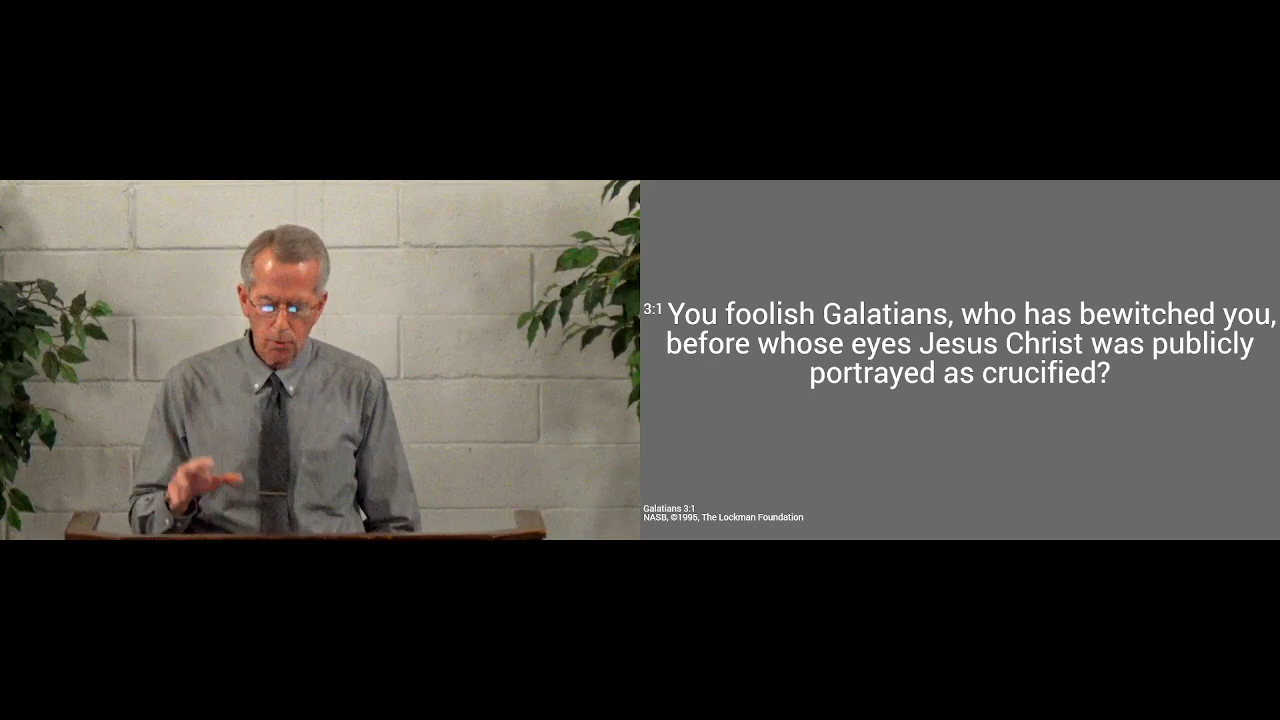 3:1 You foolish Galatians, who has bewitched you,
before whose eyes Jesus Christ was publicly
portrayed as crucified?
Galatians 3:1
NASB, ©1995, The Lockman Foundation